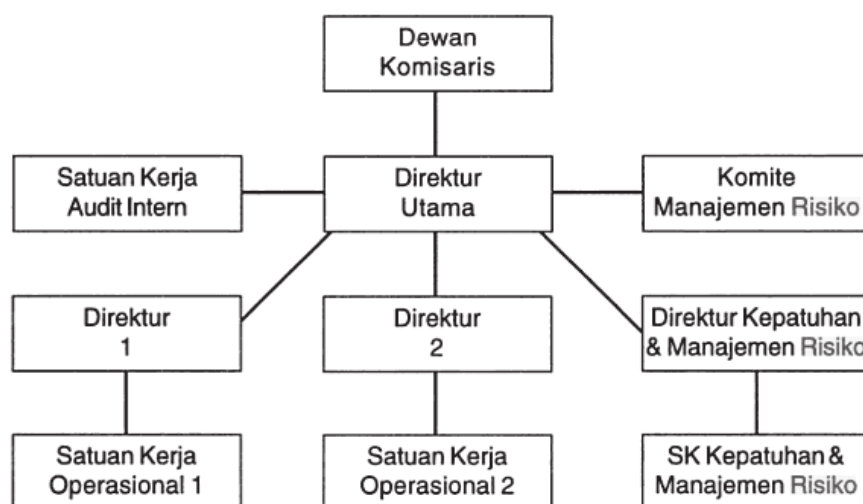 Dewan
Komisaris
Satuan Kerja
Audit Intern
Direktur
Utama
Komite
Manajemen Risiko
Direktur
1
Direktur
2
Direktur Kepatuhan
& Manajemen Risiko
Satuan Kerja
Operasional 1
Satuan Kerja
Operasional 2
SK Kepatuhan &
Manajemen Risiko